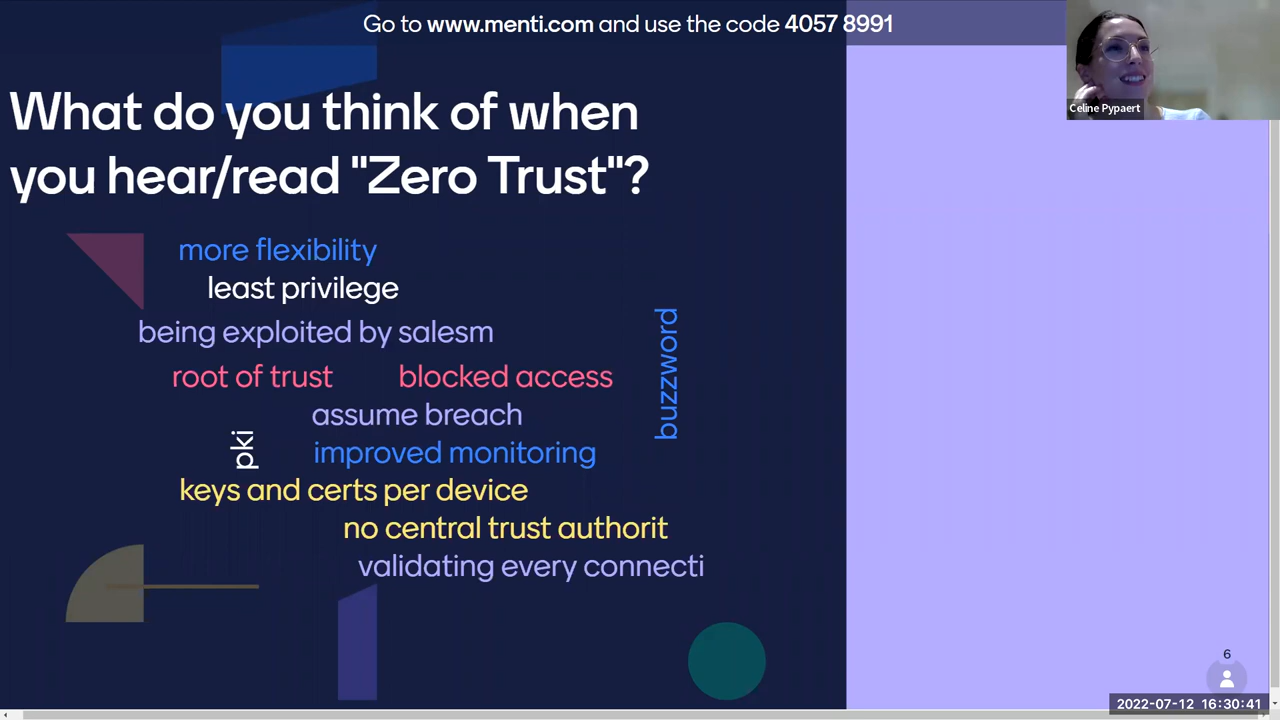 Go to www.menti.com and use the code 4057 8991
Celine Pypaert
What do you think of when
you hear/read "Zero Trust"?
more flexibility
least privilege
being exploited by salesm
buzzword
root of trust
blocked access
assume breach
pki
improved monitoring
keys and certs per device
no central trust authorit
validating every connecti
6
2022-07-12 16:30:41